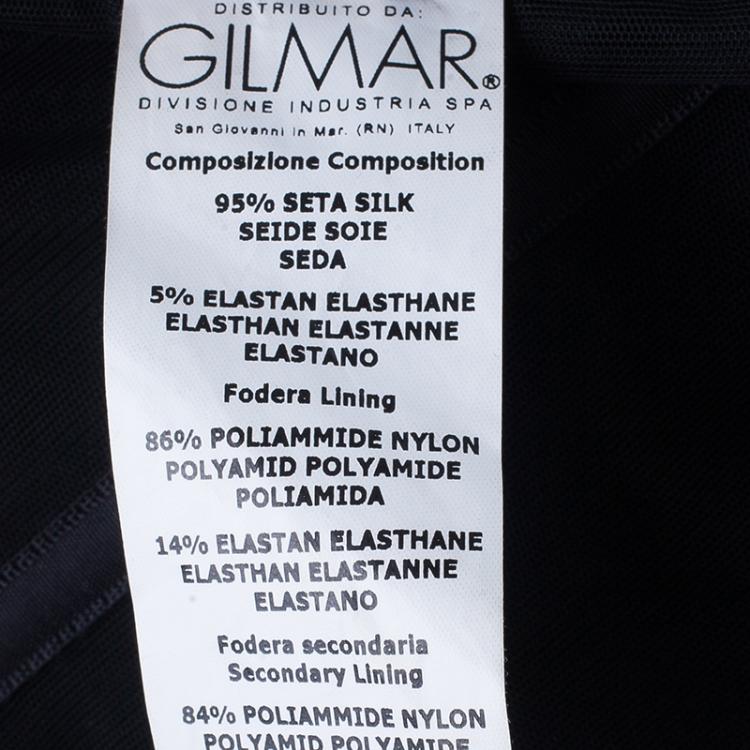 DISTRIBUITO DA:
GILMAR®
DIVISIONE INDUSTRIA SPA
San Giovanni in Mar. (RN) ITALY
Composizione Composition
95% SETA SILK
SEIDE SOIE
SEDA
5% ELASTAN ELASTHANE
ELASTHAN ELASTANNE
ELASTANO
Fodera Lining
86% POLIAMMIDE NYLON
POLYAMID POLYAMIDE
POLIAMIDA
14% ELASTAN ELASTHANE
ELASTHAN ELASTANNE
ELASTANO
Fodera secondaria
Secondary Lining
84% POLIAMMIDE NYLON
POLYAMID POLYAMIDE